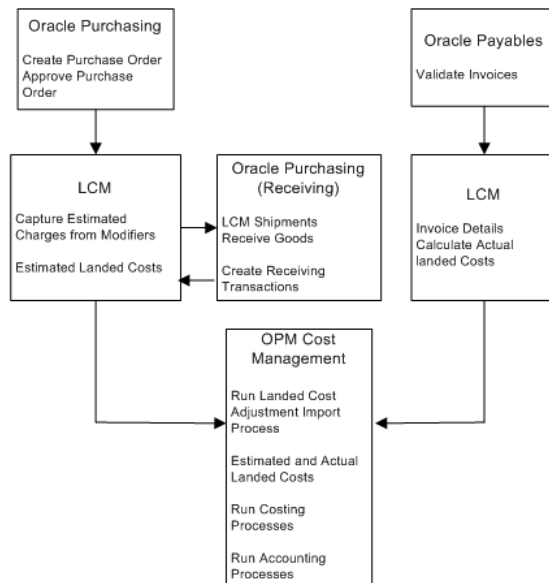 Oracle Purchasing
Create Purchase Order
Approve Purchase
Order
Oracle Payables
Validate Invoices
LCM
Capture Estimated
Charges from Modifiers
Estimated Landed Costs
Oracle Purchasing
(Receiving)
LCM Shipments
Receive Goods
Create Receiving
Transactions
LCM
Invoice Details
Calculate Actual
landed Costs
OPM Cost
Management
Run Landed Cost
Adjustment Import
Process
Estimated and Actual
Landed Costs
Run Costing
Processes
Run Accounting
Processes